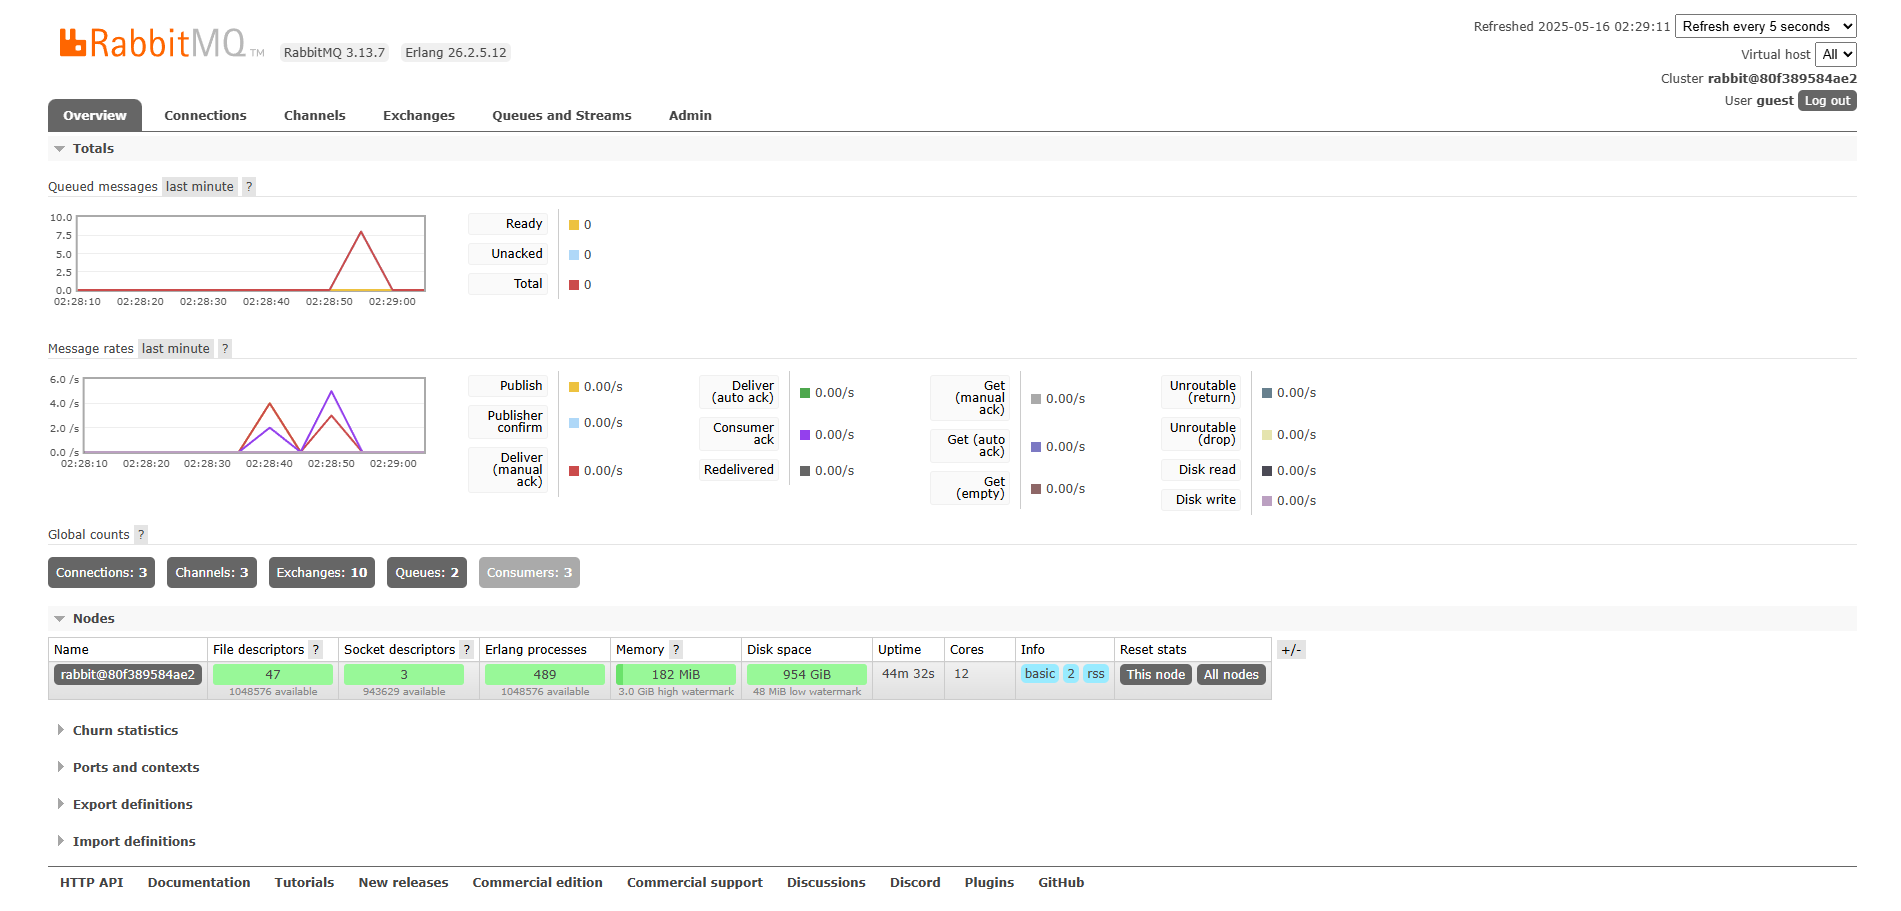 RabbitMQ TM
RabbitMQ 3.13.7 Erlang 26.2.5.12
Refreshed 2025-05-16 02:29:11 Refresh every 5 seconds
Virtual host All
Cluster rabbit@80f389584ae2
User guest Log out
Overview Connections Channels Exchanges Queues and Streams Admin
Totals
Queued messages last minute ?
10.0
7.5
5.0
2.5
0.0
02:28:10 02:28:20 02:28:30 02:28:40 02:28:50 02:29:00
Ready 0
Unacked 0
Total 0
Message rates last minute ?
6.0 /s
4.0 /s
2.0 /s
0.0 /s
02:28:10 02:28:20 02:28:30 02:28:40 02:28:50 02:29:00
Publish 0.00/s
Publisher
confirm 0.00/s
Deliver
(manual
ack) 0.00/s
Deliver
(auto ack) 0.00/s
Consumer
ack 0.00/s
Redelivered 0.00/s
Get
(manual
ack) 0.00/s
Get (auto
ack) 0.00/s
Get
(empty) 0.00/s
Unroutable
(return) 0.00/s
Unroutable
(drop) 0.00/s
Disk read 0.00/s
Disk write 0.00/s
Global counts ?
Connections: 3 Channels: 3 Exchanges: 10 Queues: 2 Consumers: 3
Nodes
Name File descriptors ? Socket descriptors ? Erlang processes Memory ? Disk space Uptime Cores Info Reset stats +/-
rabbit@80f389584ae2 47 3 489 182 MiB 954 GiB 44m 32s 12 basic 2 rss This node All nodes
1048576 available 943629 available 1048576 available 3.0 GiB high watermark 48 MiB low watermark
Churn statistics
Ports and contexts
Export definitions
Import definitions
HTTP API Documentation Tutorials New releases Commercial edition Commercial support Discussions Discord Plugins GitHub